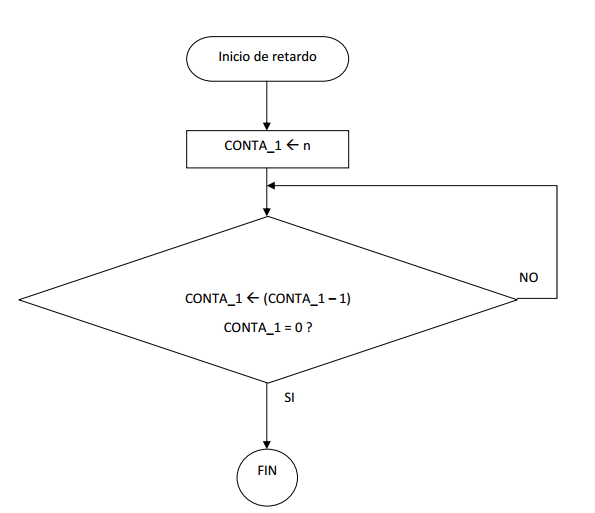 Inicio de retardo
CONTA_1 ← n
NO
CONTA_1 ← (CONTA_1 – 1)
CONTA_1 = 0 ?
SI
FIN